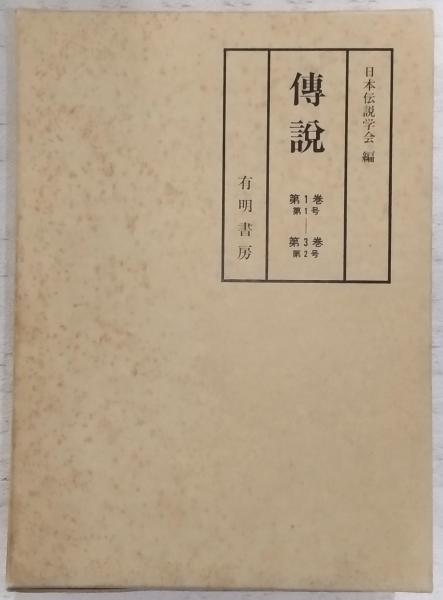 日本伝説学会 編
傳說
第1巻
第1号
―
第3巻
第2号
有明書房